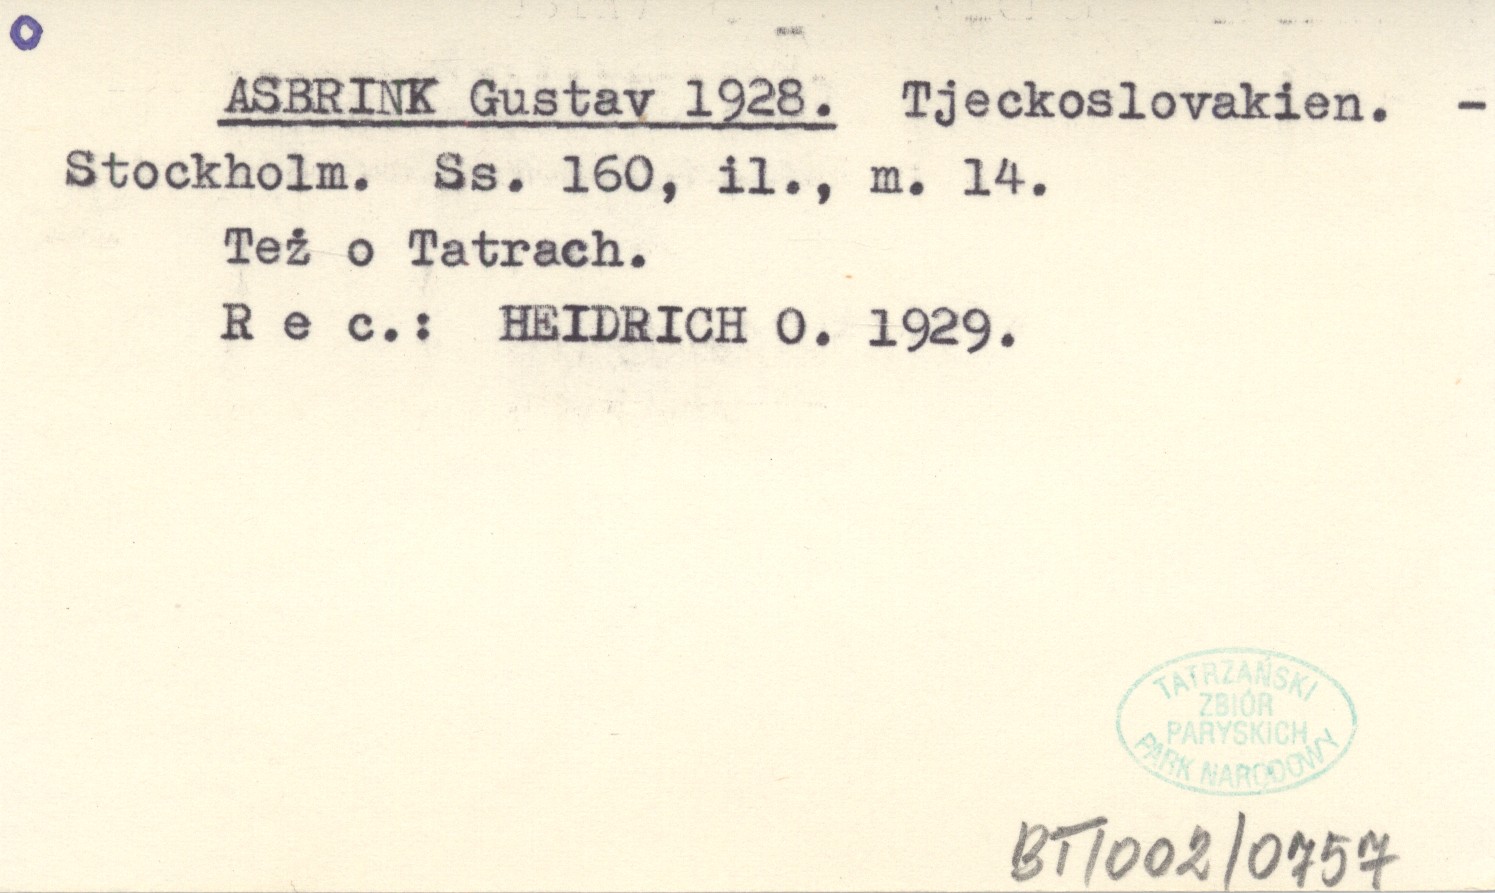 ASBRINK Gustav 1928. Tjeckoslovakien. -
Stockholm. Ss. 160, il., m. 14.
Też o Tatrach.
R e c.: HEIDRICH O. 1929.
TATRZAŃSKI
ZBIÓR
PARYSKICH
PARK NARODOWY
BT/002/0757